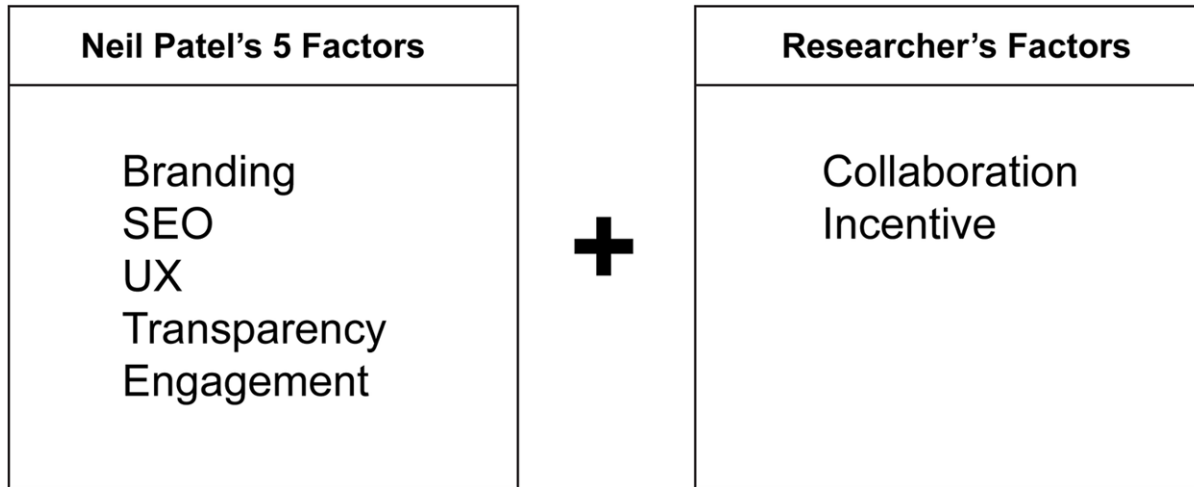 Neil Patel’s 5 Factors
Branding
SEO
UX
Transparency
Engagement
Researcher’s Factors
Collaboration
Incentive